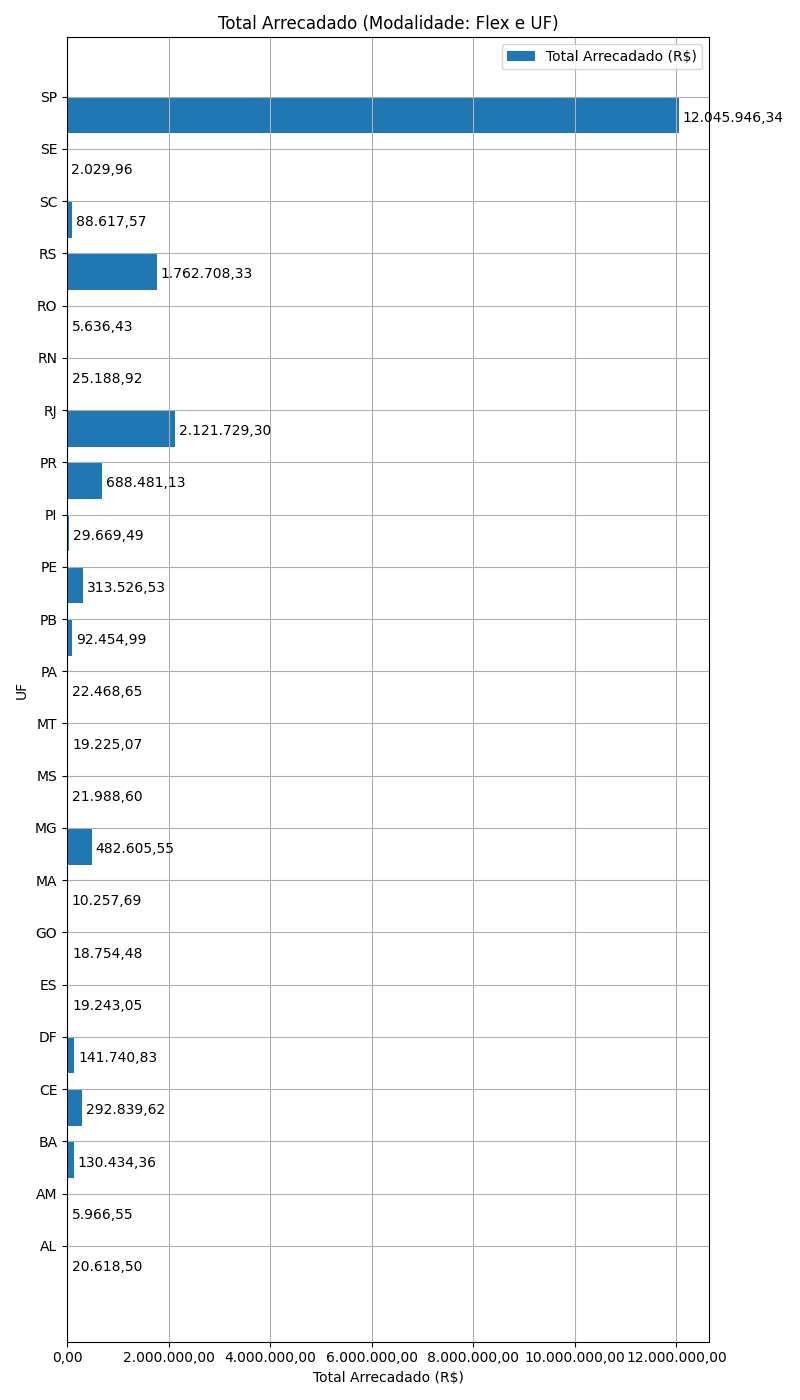 Total Arrecadado (Modalidade: Flex e UF)
Total Arrecadado (R$)
SP
12.045.946,34
SE
2.029,96
SC
88.617,57
RS
1.762.708,33
RO
5.636,43
RN
25.188,92
RJ
2.121.729,30
PR
688.481,13
PI
29.669,49
PE
313.526,53
PB
92.454,99
PA
22.468,65
UF
MT
19.225,07
MS
21.988,60
MG
482.605,55
MA
10.257,69
GO
18.754,48
ES
19.243,05
DF
141.740,83
CE
292.839,62
BA
130.434,36
AM
5.966,55
AL
20.618,50
0,00 2.000.000,00 4.000.000,00 6.000.000,00 8.000.000,00 10.000.000,00 12.000.000,00
Total Arrecadado (R$)